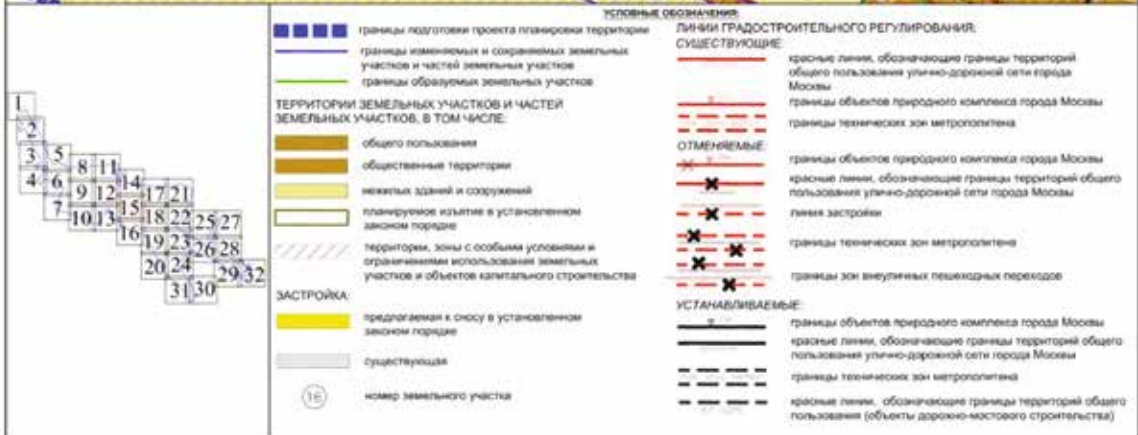 УСЛОВНЫЕ ОБОЗНАЧЕНИЯ:
1
2
3 5
4 6 8 11
7 9 12 14
10 13 15 17 21
16 18 22 25 27
19 23 26 28
20 24 29 32
31 30
границы подготовки проекта планировки территории
границы изменяемых и сохраняемых земельных
участков и частей земельных участков
границы образуемых земельных участков
ТЕРРИТОРИИ ЗЕМЕЛЬНЫХ УЧАСТКОВ И ЧАСТЕЙ
ЗЕМЕЛЬНЫХ УЧАСТКОВ, В ТОМ ЧИСЛЕ:
общего пользования
общественные территории
нежилых зданий и сооружений
планируемое изъятие в установленном
законом порядке
территории, зоны с особыми условиями и
ограничениями использования земельных
участков и объектов капитального строительства
ЗАСТРОЙКА:
предлагаемая к сносу в установленном
законом порядке
существующая
16 номер земельного участка
ЛИНИИ ГРАДОСТРОИТЕЛЬНОГО РЕГУЛИРОВАНИЯ:
СУЩЕСТВУЮЩИЕ
красные линии, обозначающие границы территорий
общего пользования улично-дорожной сети города
Москвы
границы объектов природного комплекса города Москвы
границы технических зон метрополитена
ОТМЕНЯЕМЫЕ:
границы объектов природного комплекса города Москвы
красные линии, обозначающие границы территорий общего
пользования улично-дорожной сети города Москвы
линия застройки
границы технических зон метрополитена
границы зон внеуличных пешеходных переходов
УСТАНАВЛИВАЕМЫЕ:
границы объектов природного комплекса города Москвы
красные линии, обозначающие границы территорий общего
пользования улично-дорожной сети города Москвы
границы технических зон метрополитена
красные линии, обозначающие границы территорий общего
пользования (объекты дорожно-мостового строительства)